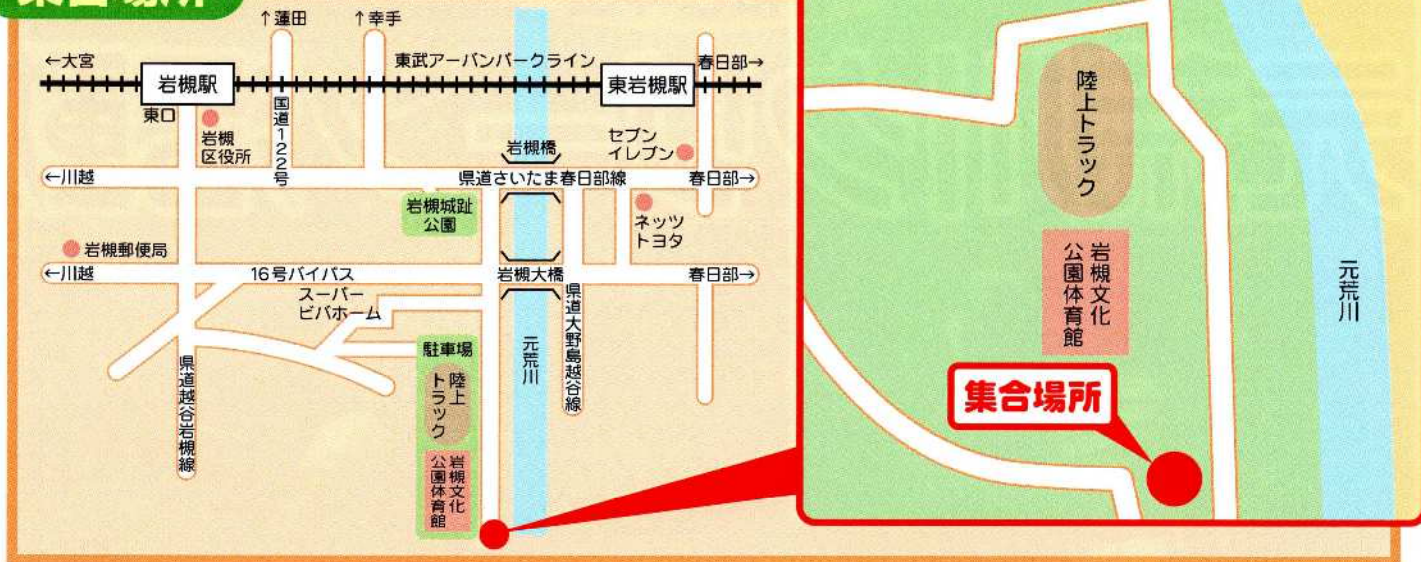 集合場所
↑蓮田
↑幸手
←大宮
東武アーバンパークライン
春日部→
岩槻駅
東岩槻駅
東口
岩槻
区役所
国道122号
岩槻橋
セブン
イレブン
←川越
県道さいたま春日部線
春日部→
岩槻城趾
公園
ネッツ
トヨタ
岩槻郵便局
←川越
16号バイパス
岩槻大橋
春日部→
スーパー
ビバホーム
県道大野島越谷線
県道越谷岩槻線
駐車場
元荒川
陸上
トラック
岩槻文化
公園体育館
陸上トラック
岩槻文化
公園体育館
元荒川
集合場所